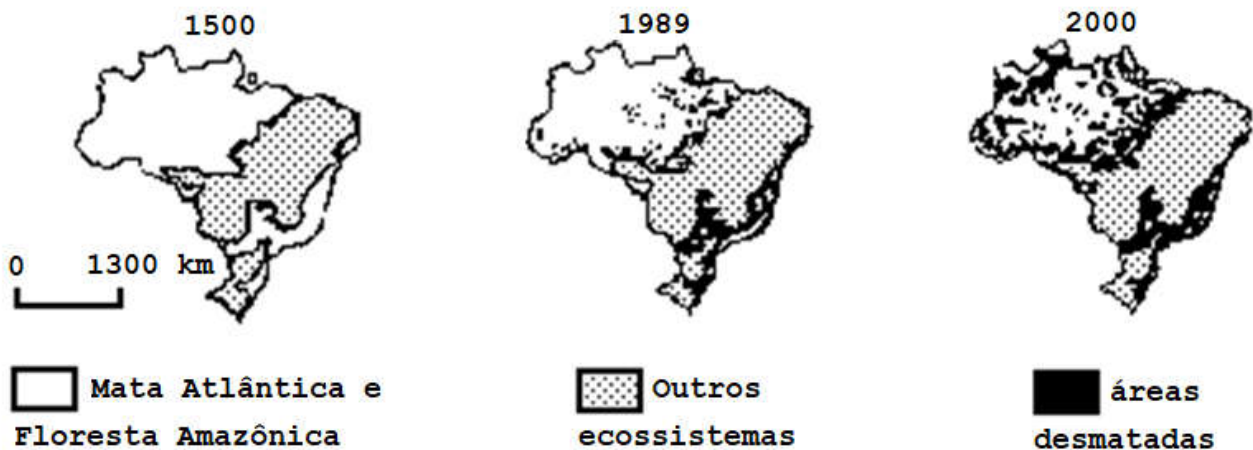 1500
1989
2000
0 1300 km
Mata Atlântica e
Floresta Amazônica
Outros
ecossistemas
áreas
desmatadas